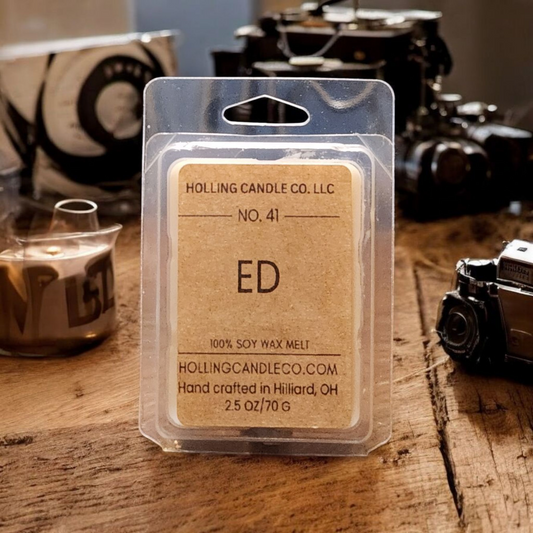 HOLLING CANDLE CO. LLC
NO. 41
ED
100% SOY WAX MELT
HOLLINGCANDLECO.COM
Hand crafted in Hilliard, OH
2.5 OZ/70 G